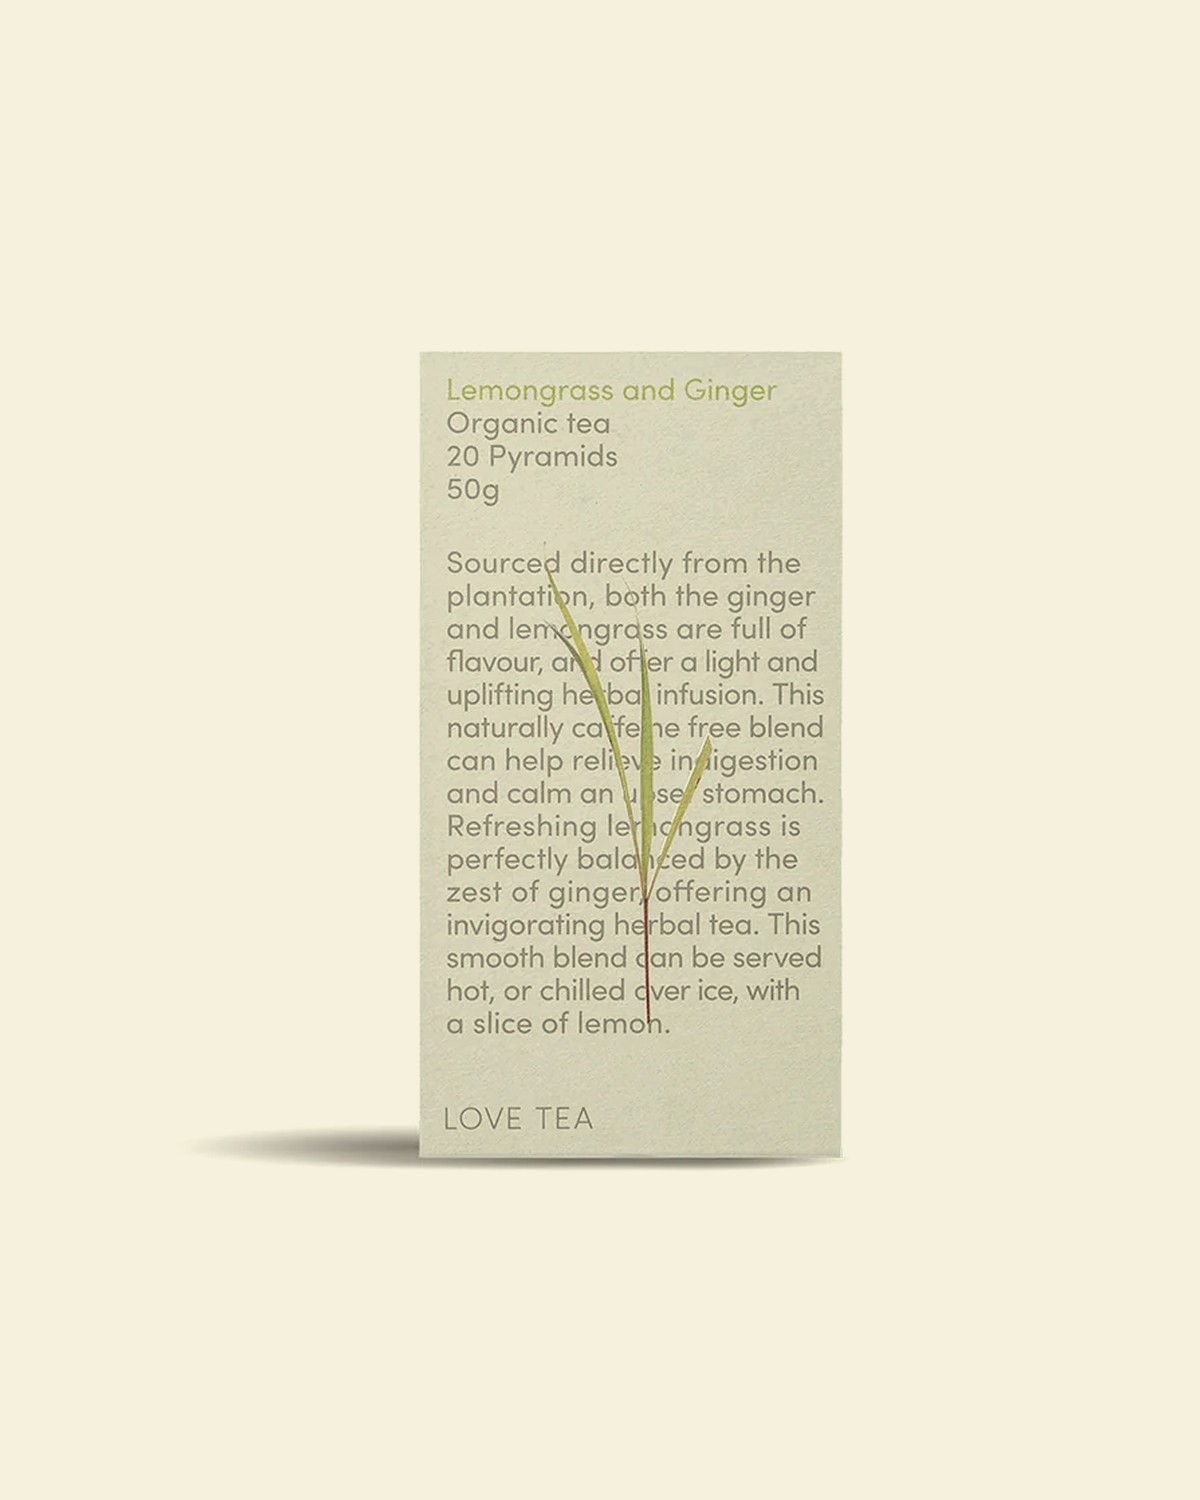 Lemongrass and Ginger
Organic tea
20 Pyramids
50g
Sourced directly from the
plantation, both the ginger
and lemongrass are full of
flavour, and offer a light and
uplifting herbal infusion. This
naturally caffeine free blend
can help relieve indigestion
and calm an upset stomach.
Refreshing lemongrass is
perfectly balanced by the
zest of ginger, offering an
invigorating herbal tea. This
smooth blend can be served
hot, or chilled over ice, with
a slice of lemon.
LOVE TEA